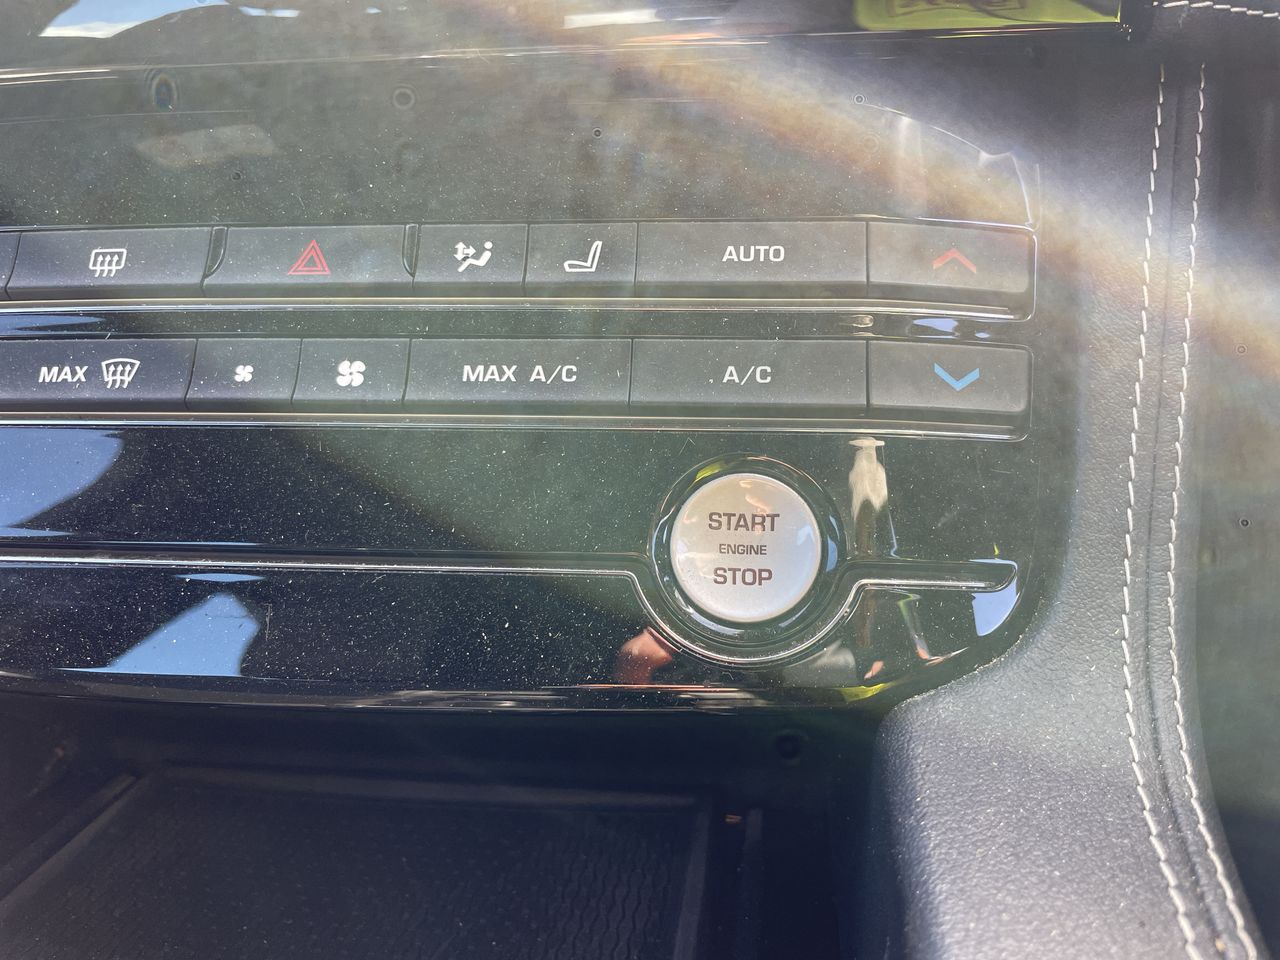 AUTO
MAX
MAX A/C
A/C
START
ENGINE
STOP